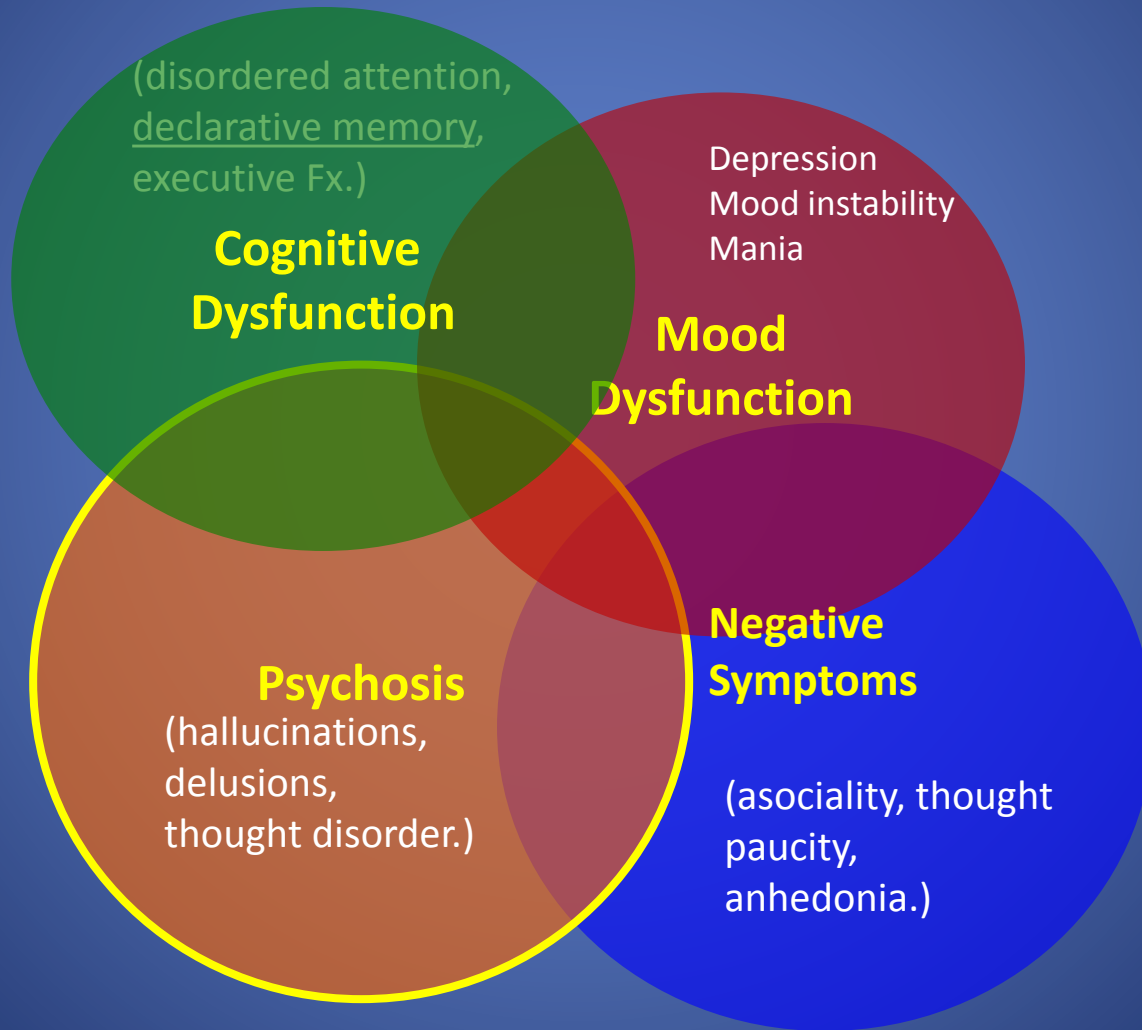 (disordered attention,
declarative memory,
executive Fx.)
Cognitive
Dysfunction
Depression
Mood instability
Mania
Mood
Dysfunction
Psychosis
(hallucinations,
delusions,
thought disorder.)
Negative
Symptoms
(asociality, thought
paucity,
anhedonia.)